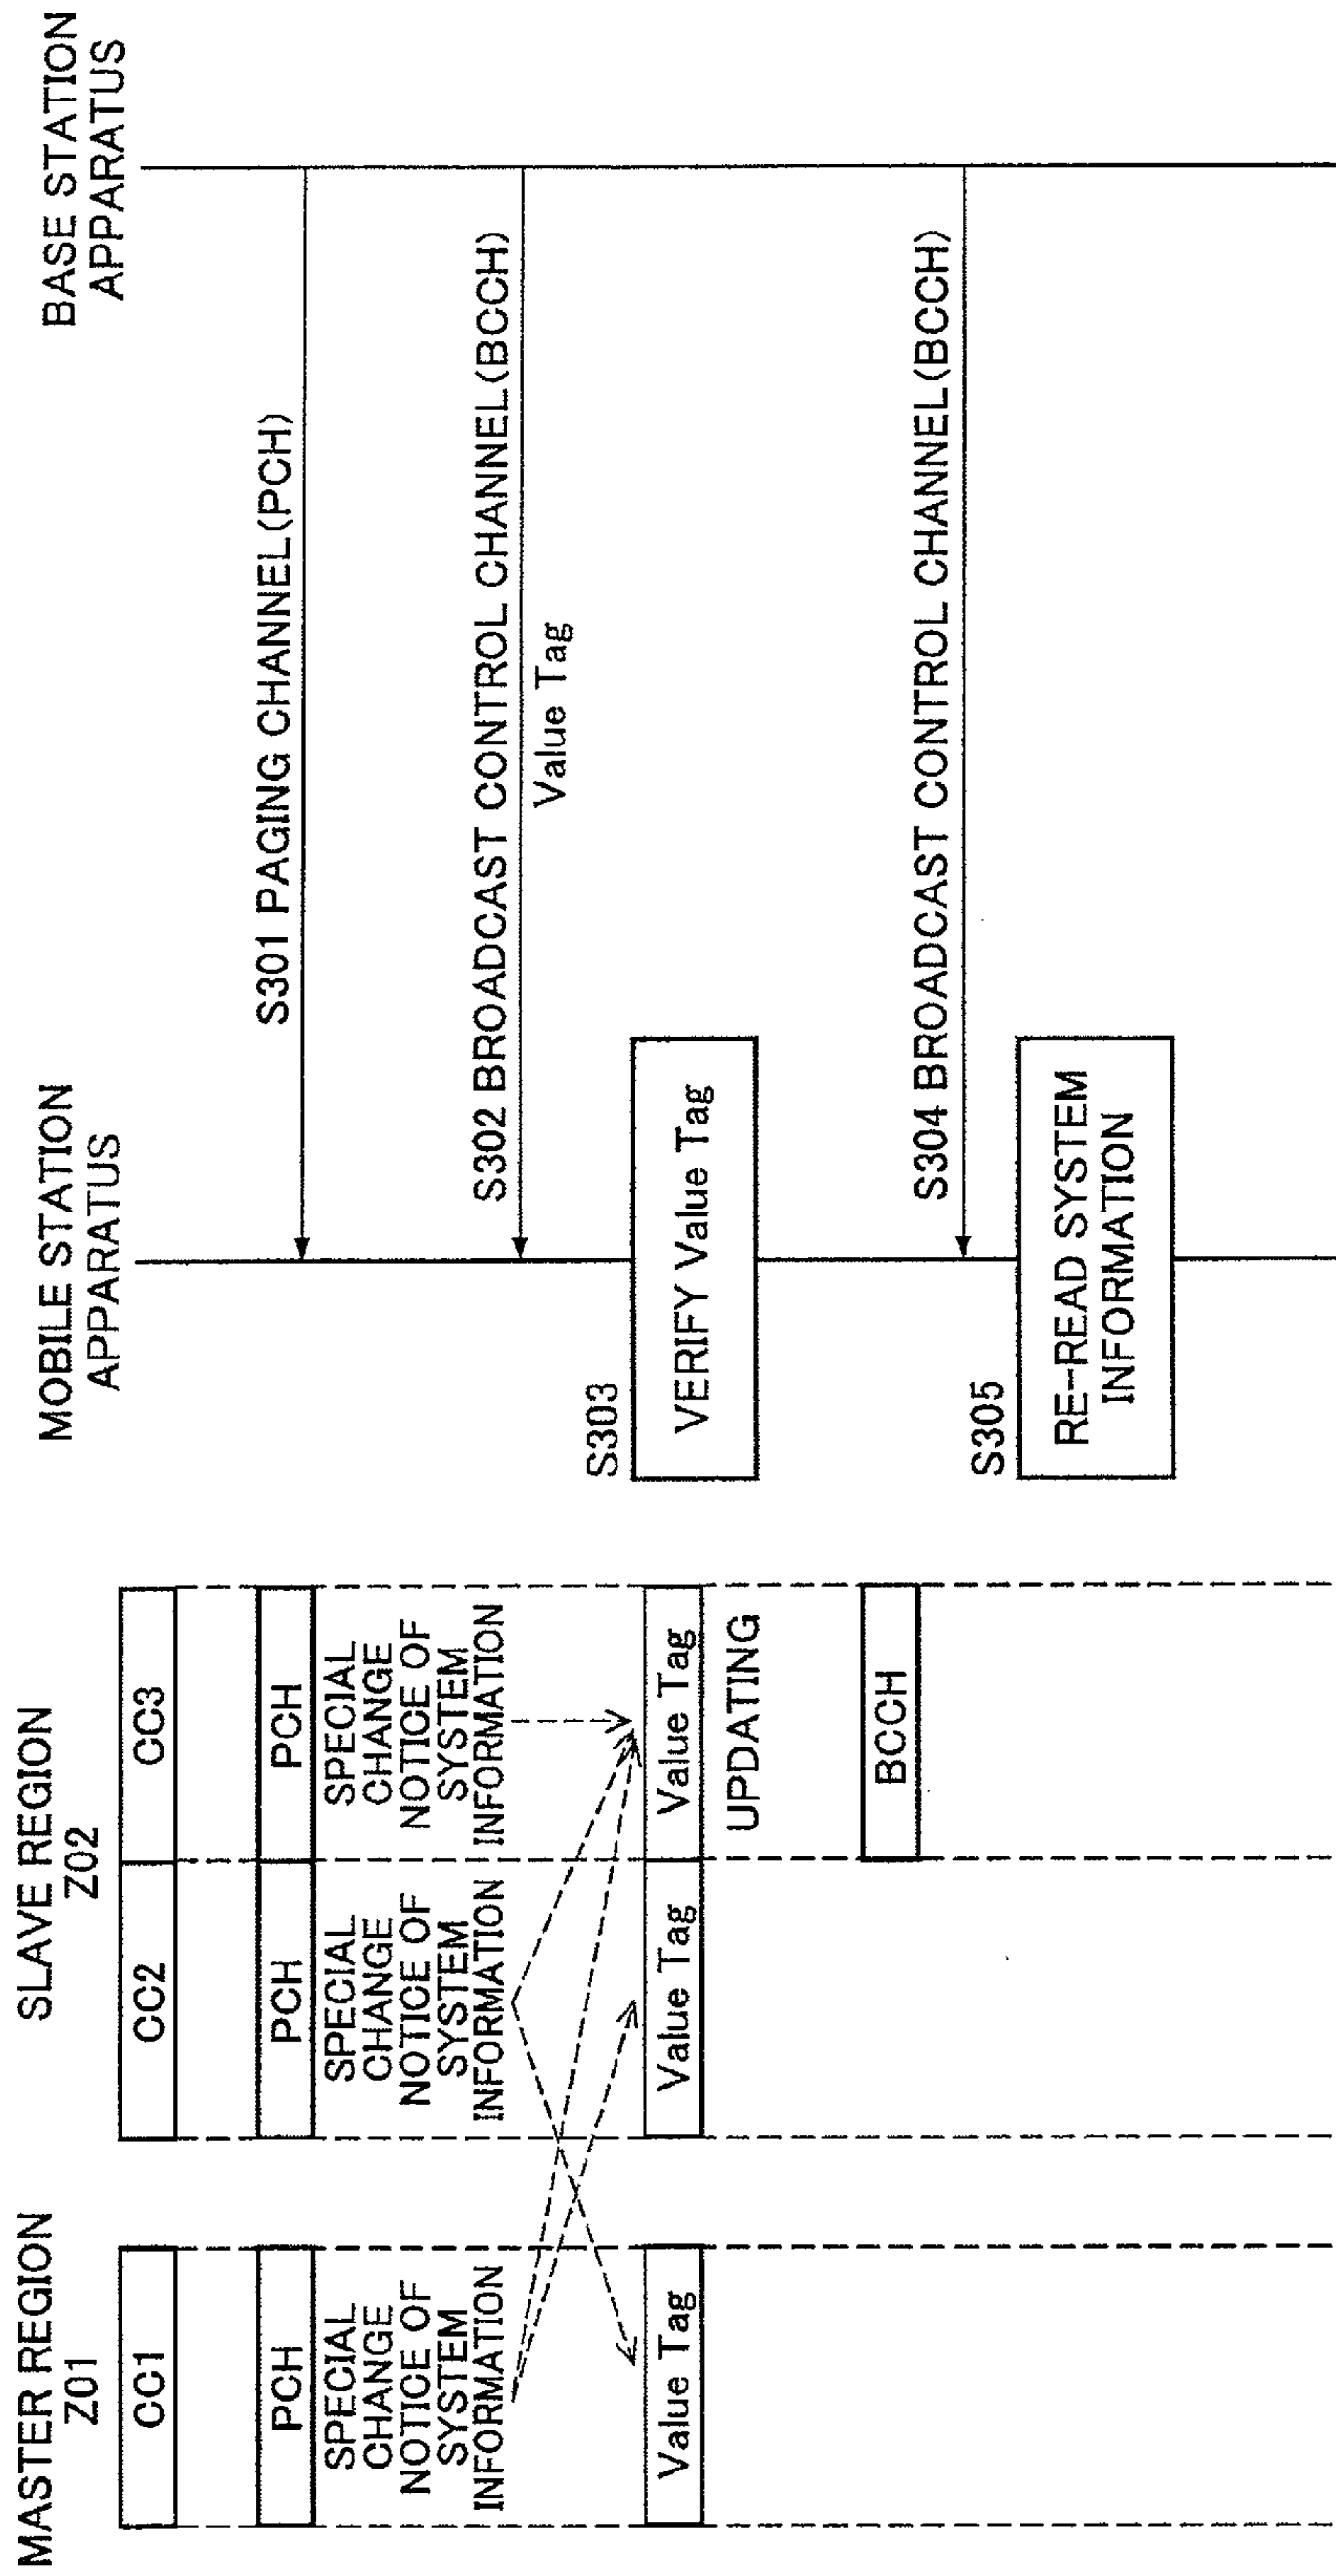 MASTER REGION
Z01
SLAVE REGION
Z02
MOBILE STATION
APPARATUS
BASE STATION
APPARATUS
CC1
CC2
CC3
PCH
PCH
PCH
S301 PAGING CHANNEL(PCH)
SPECIAL
CHANGE
NOTICE OF
SYSTEM
INFORMATION
SPECIAL
CHANGE
NOTICE OF
SYSTEM
INFORMATION
SPECIAL
CHANGE
NOTICE OF
SYSTEM
INFORMATION
S302 BROADCAST CONTROL CHANNEL(BCCH)
Value Tag
Value Tag
Value Tag
Value Tag
UPDATING
S303
VERIFY Value Tag
BCCH
S304 BROADCAST CONTROL CHANNEL(BCCH)
S305
RE-READ SYSTEM
INFORMATION